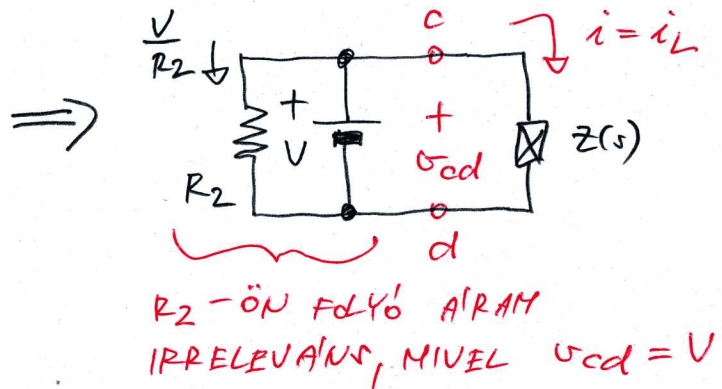 V/R2
c
i = iL
+
V
+
vcd
Z(s)
R2
d
R2-ÖN FOLYÓ ÁRAM
IRRELEVÁNS, MIVEL vcd = V